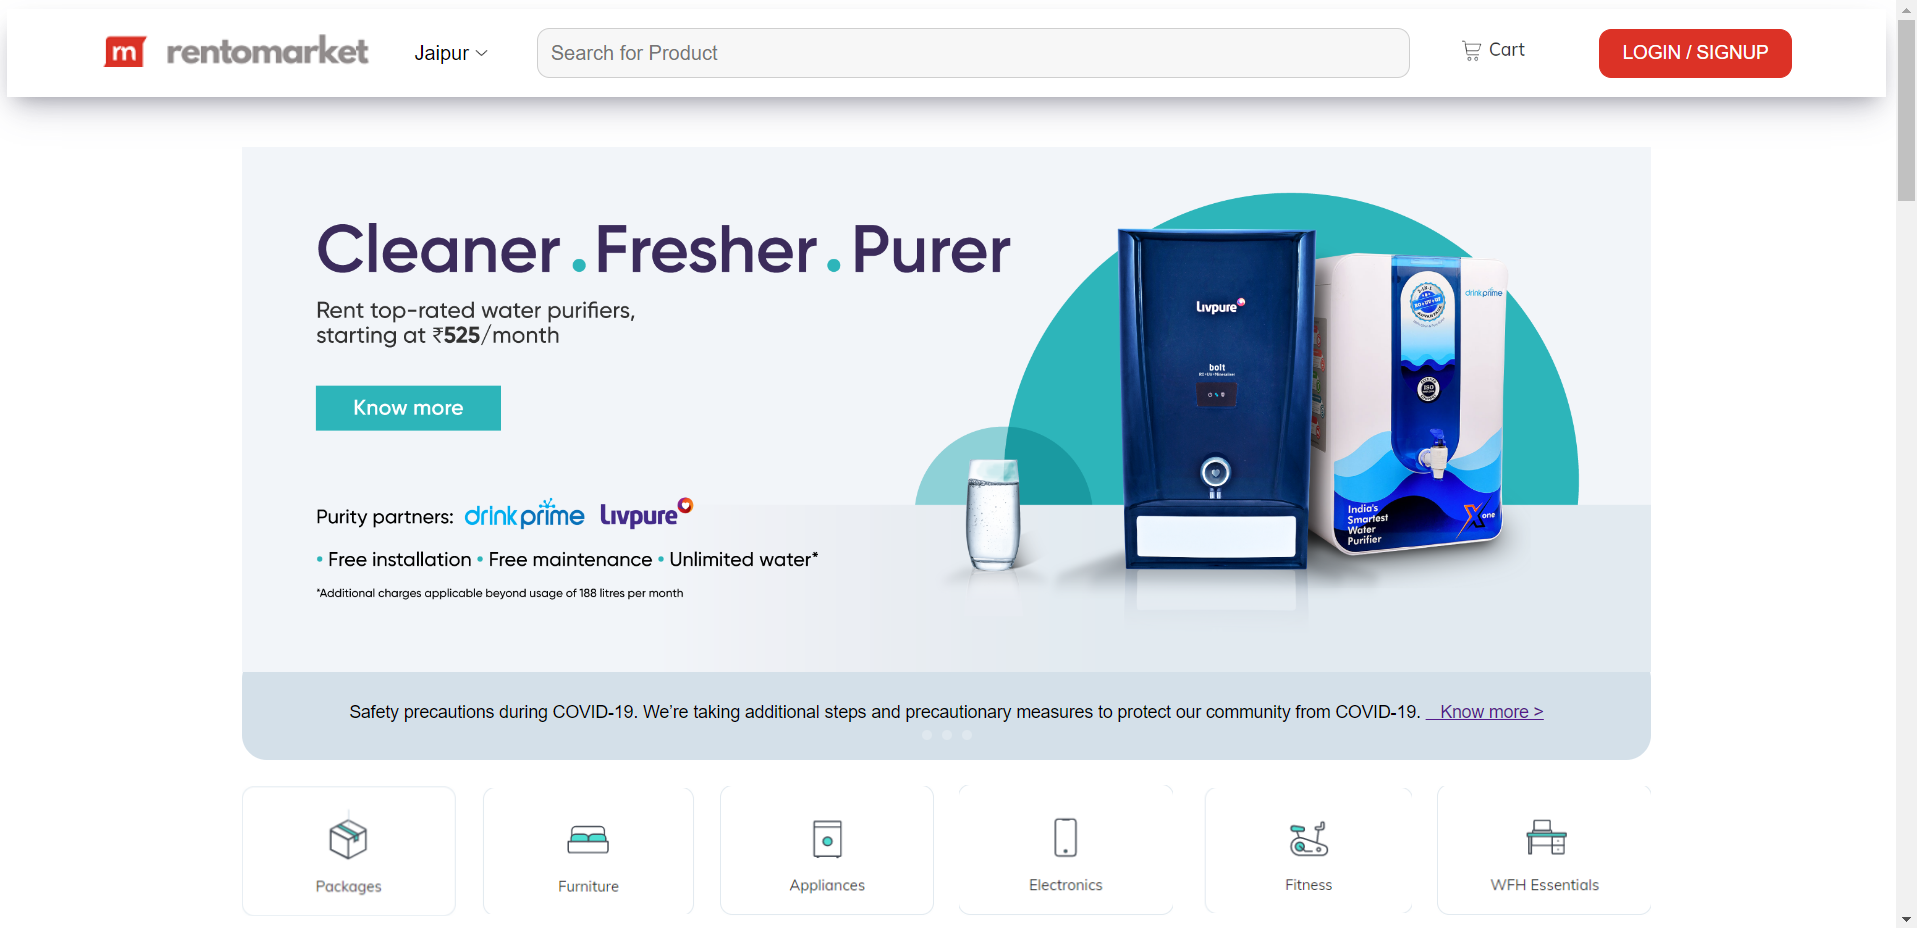 m rentomarket
Jaipur
Search for Product
Cart
LOGIN / SIGNUP
Cleaner.Fresher.Purer
Rent top-rated water purifiers,
starting at ₹525/month
Know more
Purity partners: drinkprime Livpure
• Free installation • Free maintenance • Unlimited water*
*Additional charges applicable beyond usage of 188 litres per month
Livpure
bolt
drinkprime
ISO
India's
Smartest
Water
Purifier
X one
Safety precautions during COVID-19. We’re taking additional steps and precautionary measures to protect our community from COVID-19. Know more >
Packages
Furniture
Appliances
Electronics
Fitness
WFH Essentials